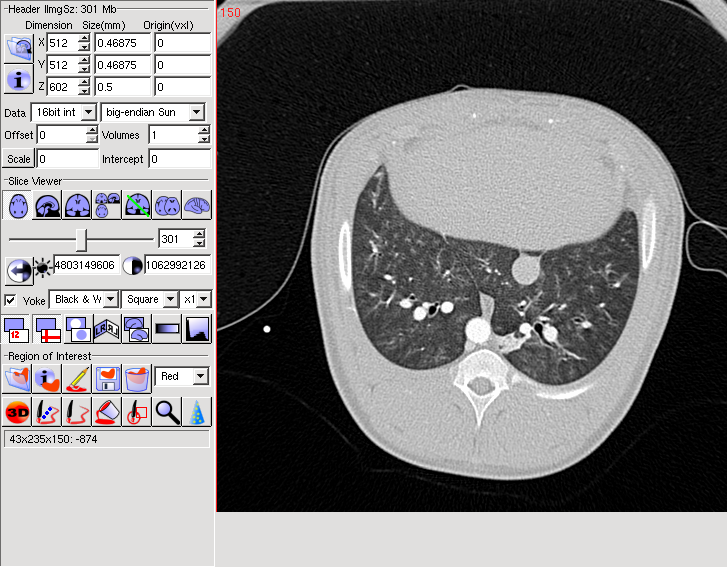 Header IImgSz: 301 Mb
Dimension Size(mm) Origin(vxl)
X 512 0.46875 0
Y 512 0.46875 0
Z 602 0.5 0
Data 16bit int big-endian Sun
Offset 0 Volumes 1
Scale 0 Intercept 0
Slice Viewer
301
4803149606 1062992126
Yoke Black & W Square x1
12
Region of Interest
Red
3D
43x235x150: -874
150